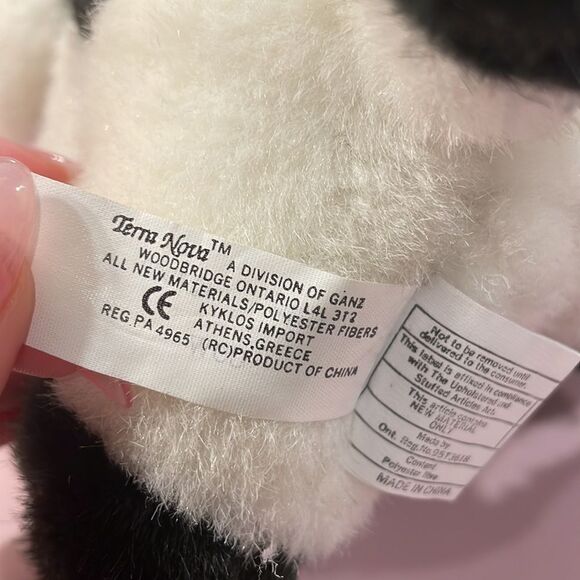 Terra Nova™
A DIVISION OF GANZ
WOODBRIDGE ONTARIO L4L 3T2
ALL NEW MATERIALS/POLYESTER FIBERS
CE KYKLOS IMPORT
ATHENS,GREECE
REG.PA 4965 (RC)PRODUCT OF CHINA
Not to be removed until
delivered to the consumer.
This label is affixed in compliance
with The Upholstered and
Stuffed Articles Act.
This article contains
NEW MATERIAL
ONLY
Made by
Ont. Reg.No.
Content
Polyester fibre
MADE IN CHINA